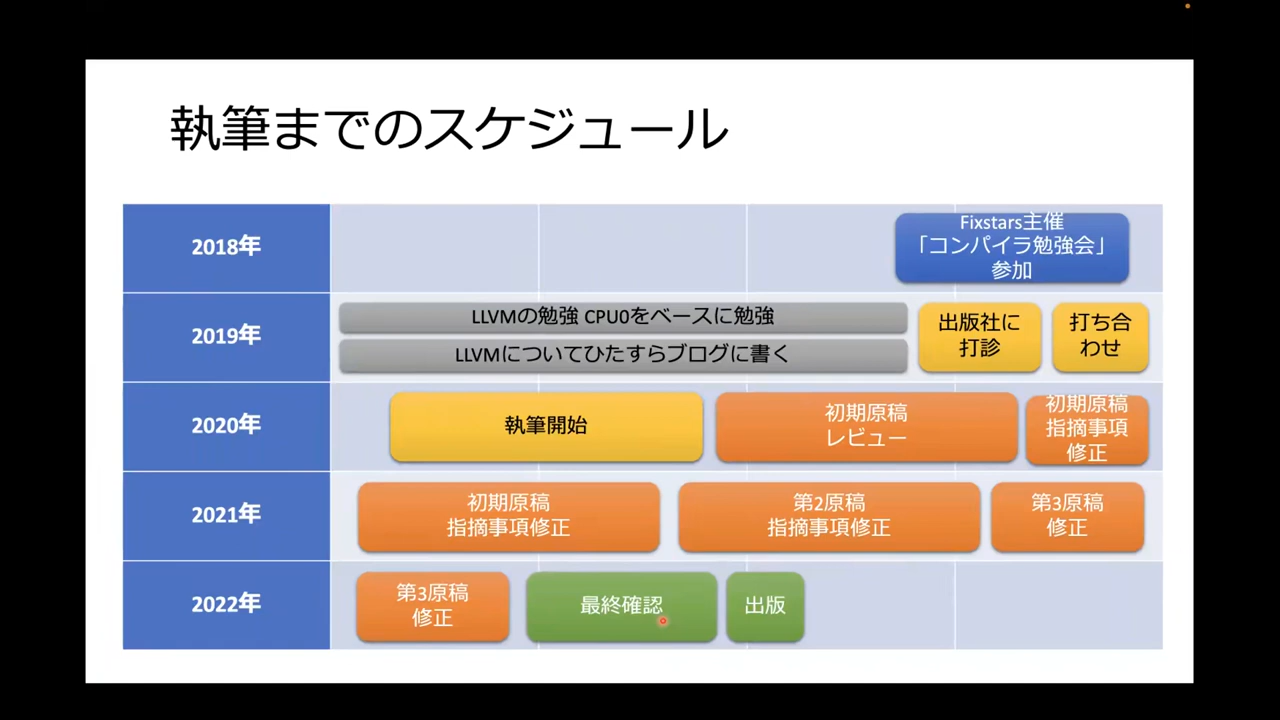 執筆までのスケジュール
2018年
Fixstars主催
「コンパイラ勉強会」
参加
2019年
LLVMの勉強 CPU0をベースに勉強
LLVMについてひたすらブログに書く
出版社に
打診
打ち合
わせ
2020年
執筆開始
初期原稿
レビュー
初期原稿
指摘事項
修正
2021年
初期原稿
指摘事項修正
第2原稿
指摘事項修正
第3原稿
修正
2022年
第3原稿
修正
最終確認
出版